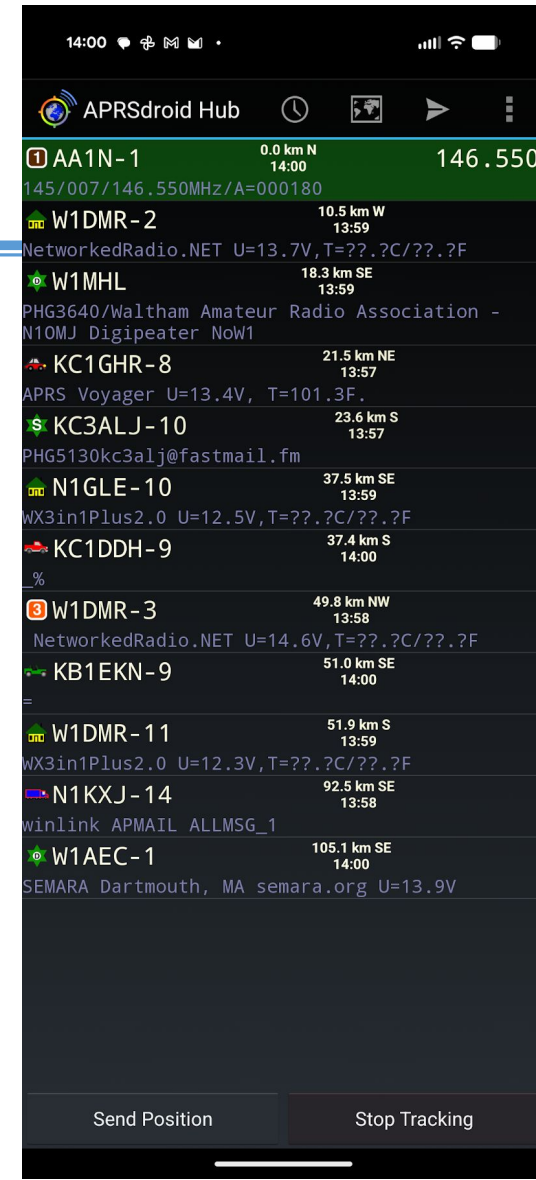 14:00
APRSdroid Hub
1 AA1N-1 0.0 km N 14:00 146.550
145/007/146.550MHz/A=000180
W1DMR-2 10.5 km W 13:59
NetworkedRadio.NET U=13.7V,T=??.?C/??.?F
D W1MHL 18.3 km SE 13:59
PHG3640/Waltham Amateur Radio Association -
N1OMJ Digipeater NoW1
KC1GHR-8 21.5 km NE 13:57
APRS Voyager U=13.4V, T=101.3F.
S KC3ALJ-10 23.6 km S 13:57
PHG5130kc3alj@fastmail.fm
N1GLE-10 37.5 km SE 13:59
WX3in1Plus2.0 U=12.5V,T=??.?C/??.?F
KC1DDH-9 37.4 km S 14:00
_%
3 W1DMR-3 49.8 km NW 13:58
NetworkedRadio.NET U=14.6V,T=??.?C/??.?F
KB1EKN-9 51.0 km SE 14:00
=
W1DMR-11 51.9 km S 13:59
WX3in1Plus2.0 U=12.3V,T=??.?C/??.?F
N1KXJ-14 92.5 km SE 13:58
winlink APMAIL ALLMSG_1
D W1AEC-1 105.1 km SE 14:00
SEMARA Dartmouth, MA semara.org U=13.9V
Send Position Stop Tracking